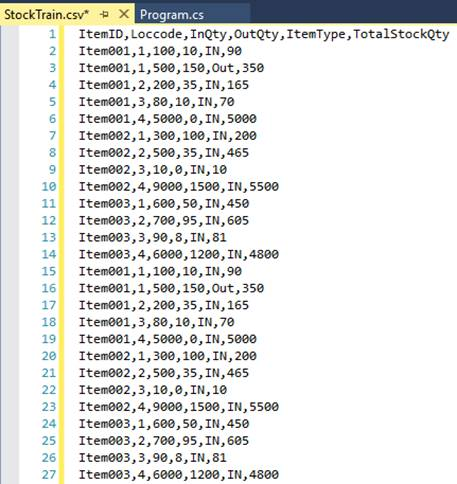 StockTrain.csv* Program.cs
1 ItemID,Loccode,InQty,OutQty,ItemType,TotalStockQty
2 Item001,1,100,10,IN,90
3 Item001,1,500,150,Out,350
4 Item001,2,200,35,IN,165
5 Item001,3,80,10,IN,70
6 Item001,4,5000,0,IN,5000
7 Item002,1,300,100,IN,200
8 Item002,2,500,35,IN,465
9 Item002,3,10,0,IN,10
10 Item002,4,9000,1500,IN,5500
11 Item003,1,600,50,IN,450
12 Item003,2,700,95,IN,605
13 Item003,3,90,8,IN,81
14 Item003,4,6000,1200,IN,4800
15 Item001,1,100,10,IN,90
16 Item001,1,500,150,Out,350
17 Item001,2,200,35,IN,165
18 Item001,3,80,10,IN,70
19 Item001,4,5000,0,IN,5000
20 Item002,1,300,100,IN,200
21 Item002,2,500,35,IN,465
22 Item002,3,10,0,IN,10
23 Item002,4,9000,1500,IN,5500
24 Item003,1,600,50,IN,450
25 Item003,2,700,95,IN,605
26 Item003,3,90,8,IN,81
27 Item003,4,6000,1200,IN,4800